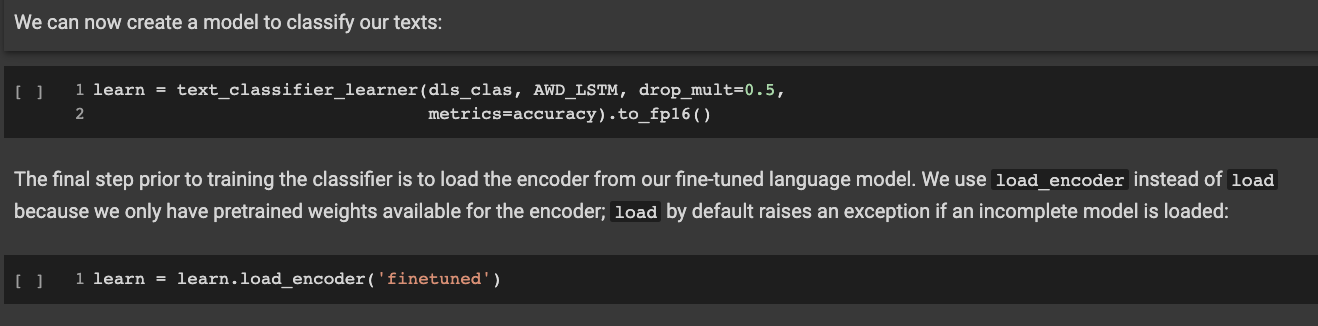 We can now create a model to classify our texts:
[ ] 1 learn = text_classifier_learner(dls_clas, AWD_LSTM, drop_mult=0.5,
2 metrics=accuracy).to_fp16()
The final step prior to training the classifier is to load the encoder from our fine-tuned language model. We use load_encoder instead of load
because we only have pretrained weights available for the encoder; load by default raises an exception if an incomplete model is loaded:
[ ] 1 learn = learn.load_encoder('finetuned')